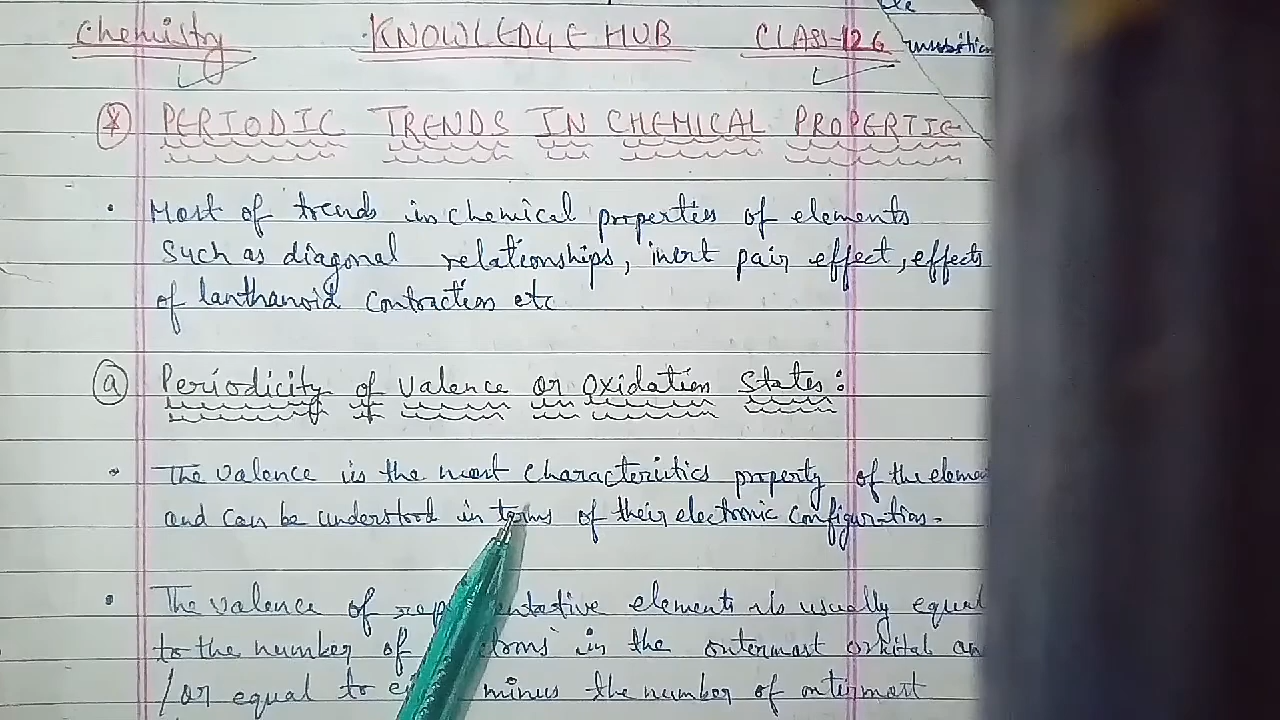 Chemistry KNOWLEDGE HUB CLASS-12G
PERIODIC TRENDS IN CHEMICAL PROPERTIE
Most of trends in chemical properties of elements
Such as diagonal relationships, inert pair effect, effects
of lanthanoid Contraction etc
(a) Periodicity of Valence or Oxidation States:
The valence is the most characteristics property of the eleme
and can be understood in terms of their electronic configuration.
The valence of elements is usually equal
to the number of in the outermost orbital an
/or equal to minus the number of outermost